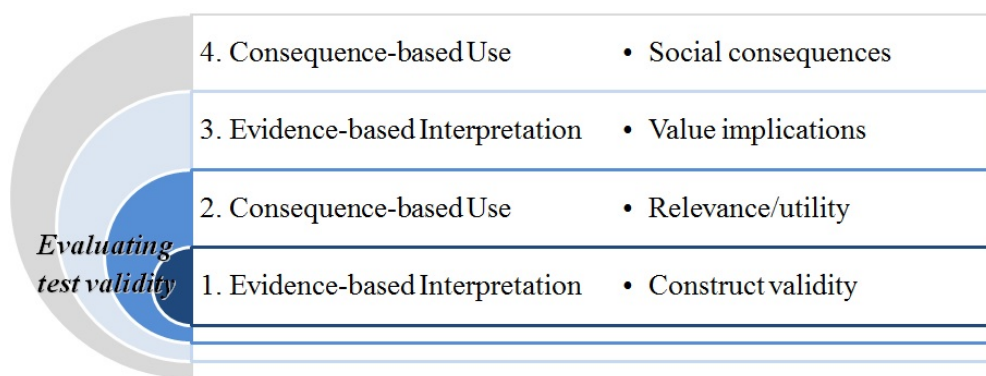 4. Consequence-based Use • Social consequences
3. Evidence-based Interpretation • Value implications
2. Consequence-based Use • Relevance/utility
Evaluating
test validity
1. Evidence-based Interpretation • Construct validity